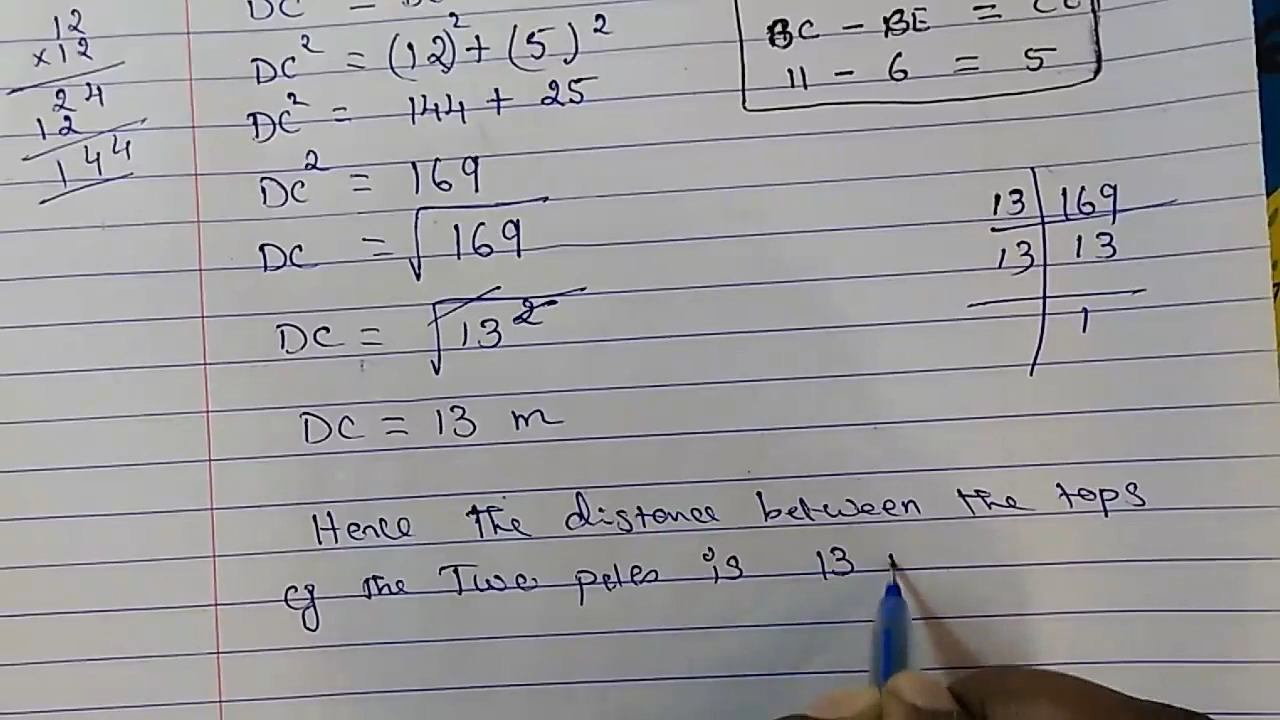 12
×12
24
12
144
DC
DC² = (12)² + (5)²
DC² = 144 + 25
DC² = 169
DC = √169
DC = √13²
DC = 13 m
Hence the distance between the tops
of the Two poles is 13
BC - BE =
11 - 6 = 5
13 | 169
13 | 13
1